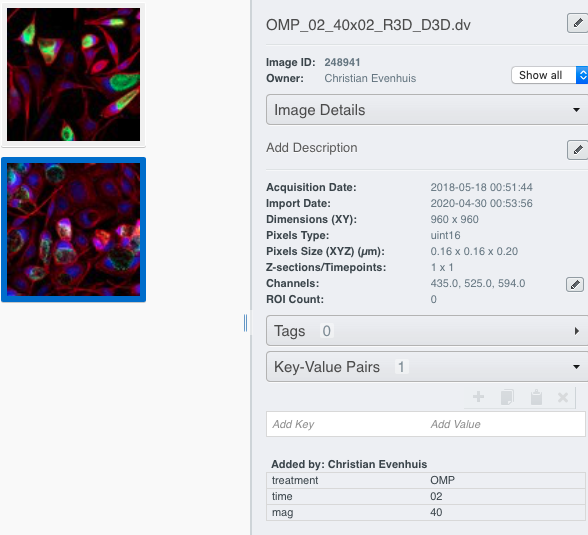 OMP_02_40x02_R3D_D3D.dv
Image ID: 248941
Owner: Christian Evenhuis
Show all
Image Details
Add Description
Acquisition Date: 2018-05-18 00:51:44
Import Date: 2020-04-30 00:53:56
Dimensions (XY): 960 x 960
Pixels Type: uint16
Pixels Size (XYZ) (µm): 0.16 x 0.16 x 0.20
Z-sections/Timepoints: 1 x 1
Channels: 435.0, 525.0, 594.0
ROI Count: 0
Tags 0
Key-Value Pairs 1
Add Key Add Value
Added by: Christian Evenhuis
treatment OMP
time 02
mag 40